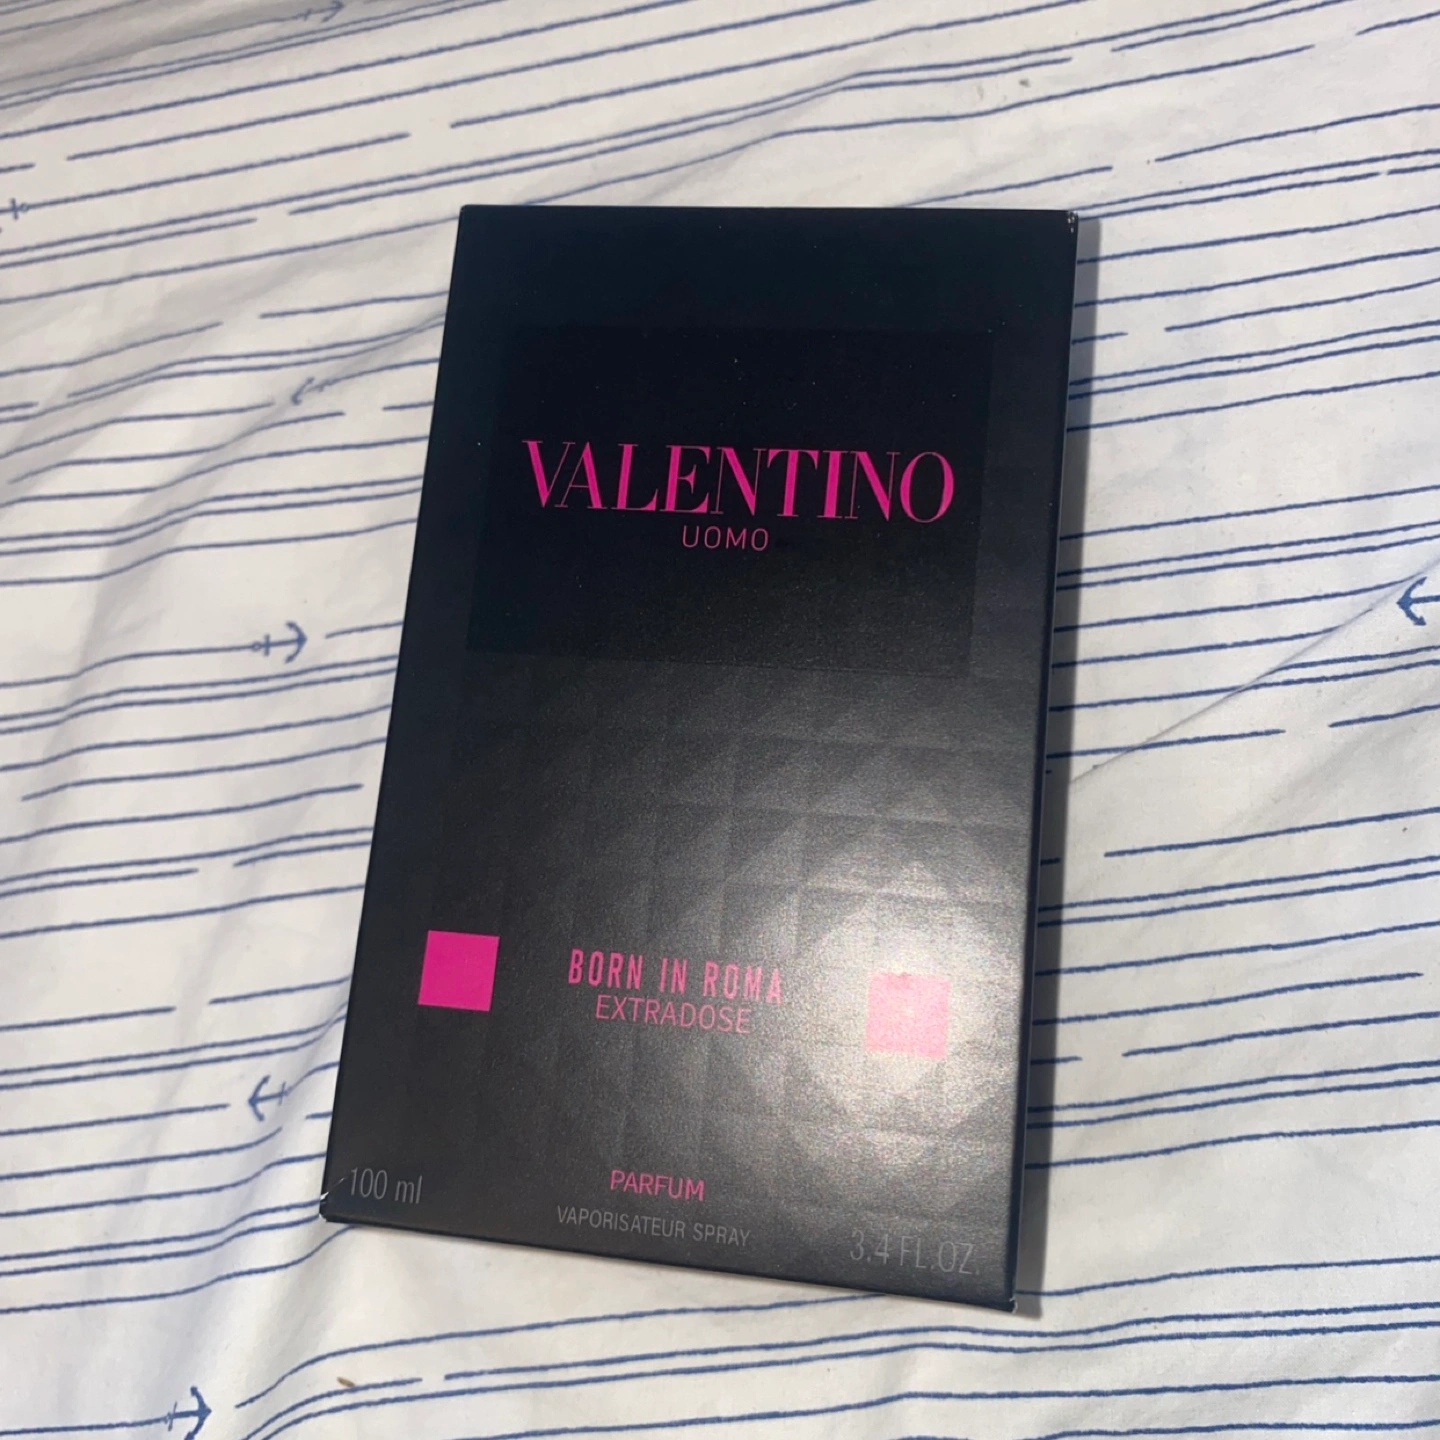 VALENTINO
UOMO
BORN IN ROMA
EXTRADOSE
PARFUM
100 ml
VAPORISATEUR SPRAY
3.4 FL.OZ.